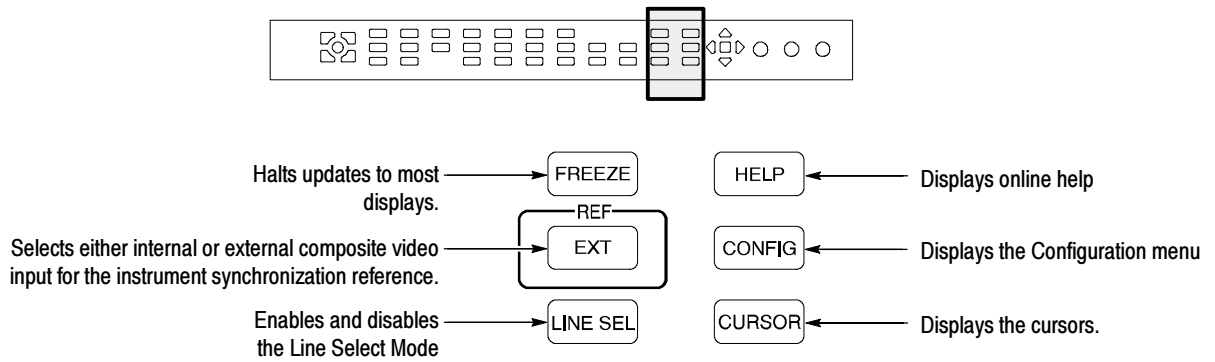 Halts updates to most
displays.
FREEZE
HELP
Displays online help
REF
Selects either internal or external composite video
input for the instrument synchronization reference.
EXT
CONFIG
Displays the Configuration menu
Enables and disables
the Line Select Mode
LINE SEL
CURSOR
Displays the cursors.